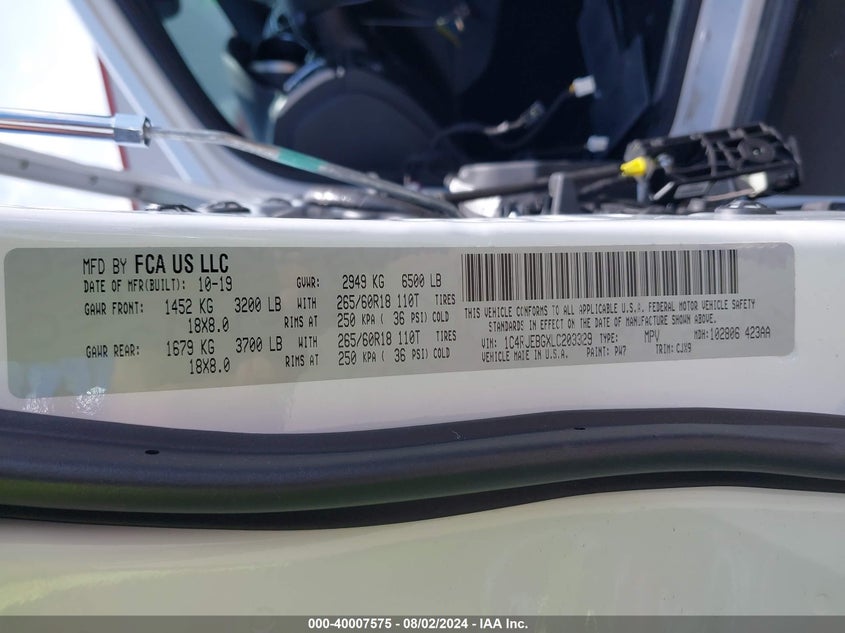 MFD BY FCA US LLC
DATE OF MFR(BUILT): 10-19 GVWR: 2949 KG 6500 LB
GAWR FRONT: 1452 KG 3200 LB WITH 265/60R18 110T TIRES
18X8.0 RIMS AT 250 KPA ( 36 PSI) COLD
GAWR REAR: 1679 KG 3700 LB WITH 265/60R18 110T TIRES
18X8.0 RIMS AT 250 KPA ( 36 PSI) COLD
THIS VEHICLE CONFORMS TO ALL APPLICABLE U.S.A. FEDERAL MOTOR VEHICLE SAFETY
STANDARDS IN EFFECT ON THE DATE OF MANUFACTURE SHOWN ABOVE.
VIN: 1C4RJEBGXLC203329 TYPE: MPV MDH: 102806 423AA
VEHICLE MADE IN U.S.A. PAINT: PW7 TRIM: CJX9
000-40007575 — 08/02/2024 — IAA Inc.